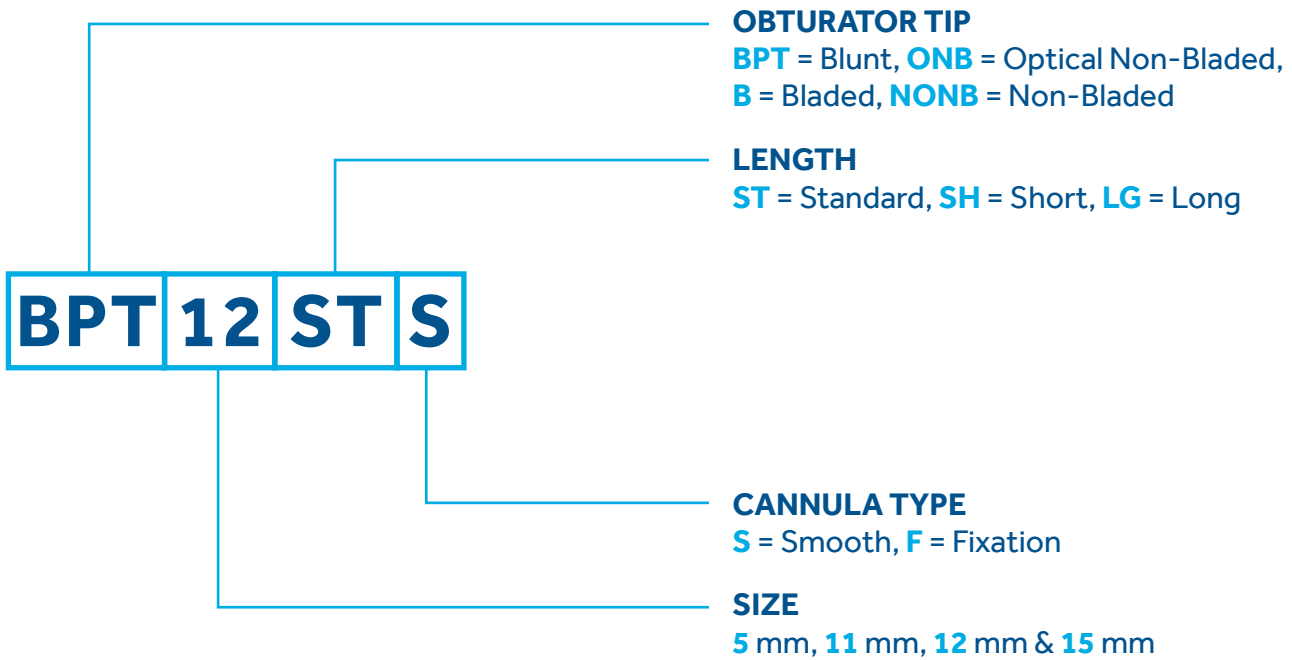 OBTURATOR TIP
BPT = Blunt, ONB = Optical Non-Bladed,
B = Bladed, NONB = Non-Bladed
LENGTH
ST = Standard, SH = Short, LG = Long
BPT 12 ST S
CANNULA TYPE
S = Smooth, F = Fixation
SIZE
5 mm, 11 mm, 12 mm & 15 mm